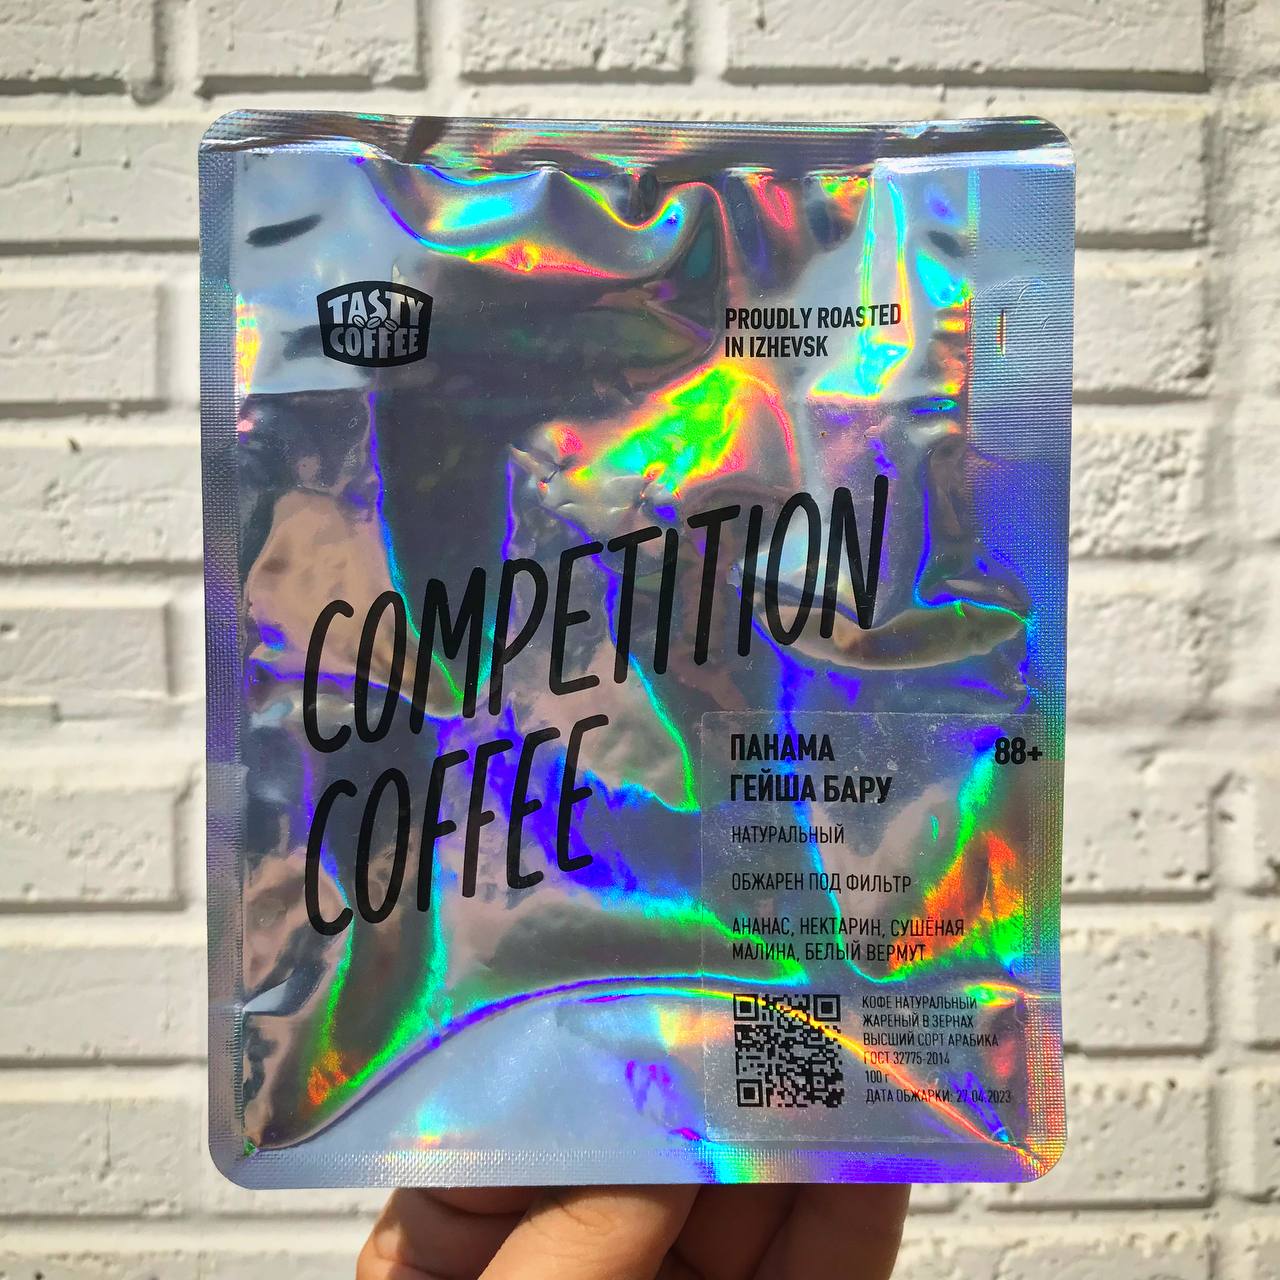 TASTY
COFFEE
PROUDLY ROASTED
IN IZHEVSK
COMPETITION
COFFEE
ПАНАМА 88+
ГЕЙША БАРУ
НАТУРАЛЬНЫЙ
ОБЖАРЕН ПОД ФИЛЬТР
АНАНАС, НЕКТАРИН, СУШЁНАЯ
МАЛИНА, БЕЛЫЙ ВЕРМУТ
КОФЕ НАТУРАЛЬНЫЙ
ЖАРЕНЫЙ В ЗЕРНАХ
ВЫСШИЙ СОРТ АРАБИКА
ГОСТ 32775-2014
100 г
ДАТА ОБЖАРКИ: 27.04.2023